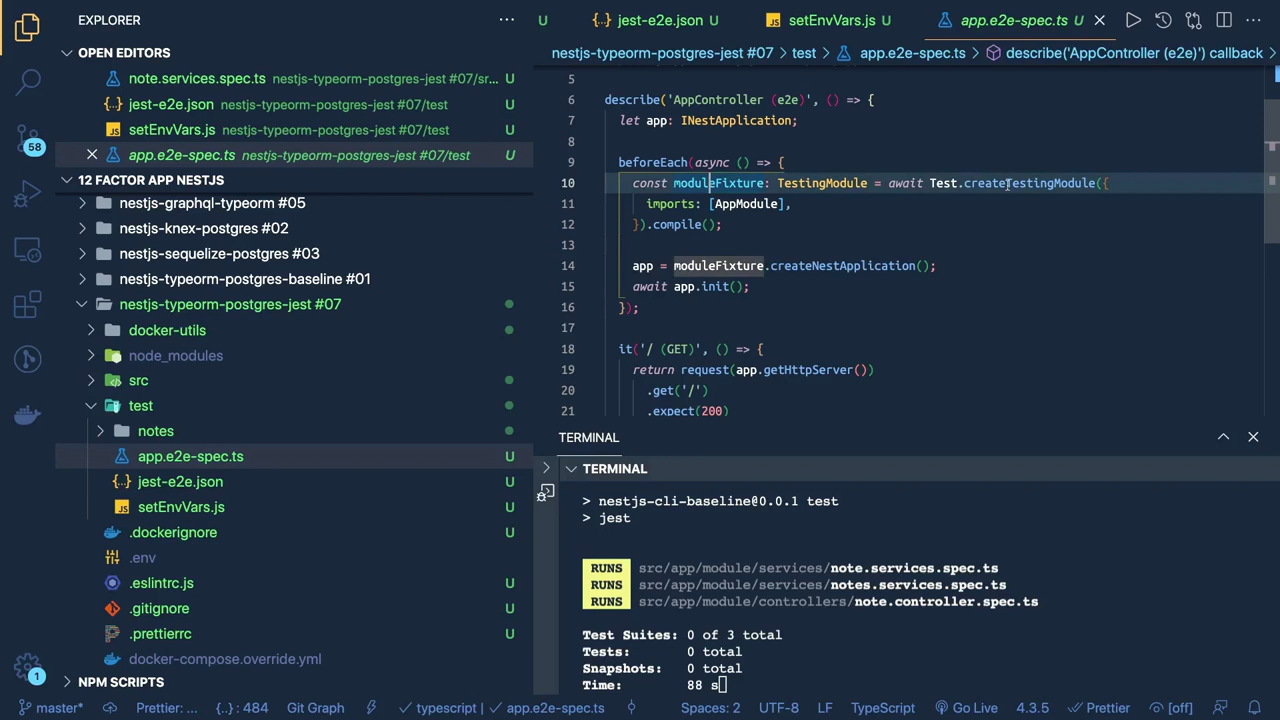 EXPLORER
OPEN EDITORS
note.services.spec.ts nestjs-typeorm-postgres-jest #07/sr... U
{..} jest-e2e.json nestjs-typeorm-postgres-jest #07/test U
JS setEnvVars.js nestjs-typeorm-postgres-jest #07/test U
app.e2e-spec.ts nestjs-typeorm-postgres-jest #07/test U
12 FACTOR APP NESTJS
nestjs-graphql-typeorm #05
nestjs-knex-postgres #02
nestjs-sequelize-postgres #03
nestjs-typeorm-postgres-baseline #01
nestjs-typeorm-postgres-jest #07
docker-utils
node_modules
src
test
notes
app.e2e-spec.ts U
{..} jest-e2e.json U
JS setEnvVars.js U
.dockerignore U
.env
.eslintrc.js U
.gitignore U
.prettierrc U
docker-compose.override.yml
NPM SCRIPTS
58
1
U {..} jest-e2e.json U JS setEnvVars.js U app.e2e-spec.ts U
nestjs-typeorm-postgres-jest #07 > test > app.e2e-spec.ts > describe('AppController (e2e)') callback
5
6 describe('AppController (e2e)', () => {
7 let app: INestApplication;
8
9 beforeEach(async () => {
10 const moduleFixture: TestingModule = await Test.createTestingModule({
11 imports: [AppModule],
12 }).compile();
13
14 app = moduleFixture.createNestApplication();
15 await app.init();
16 });
17
18 it('/ (GET)', () => {
19 return request(app.getHttpServer())
20 .get('/')
21 .expect(200)
TERMINAL
TERMINAL
> nestjs-cli-baseline@0.0.1 test
> jest
RUNS src/app/module/services/note.services.spec.ts
RUNS src/app/module/services/notes.services.spec.ts
RUNS src/app/module/controllers/note.controller.spec.ts
Test Suites: 0 of 3 total
Tests: 0 total
Snapshots: 0 total
Time: 88 s
master* Prettier: ... {..} : 484 Git Graph typescript | app.e2e-spec.ts Spaces: 2 UTF-8 LF TypeScript Go Live 4.3.5 Prettier [off]